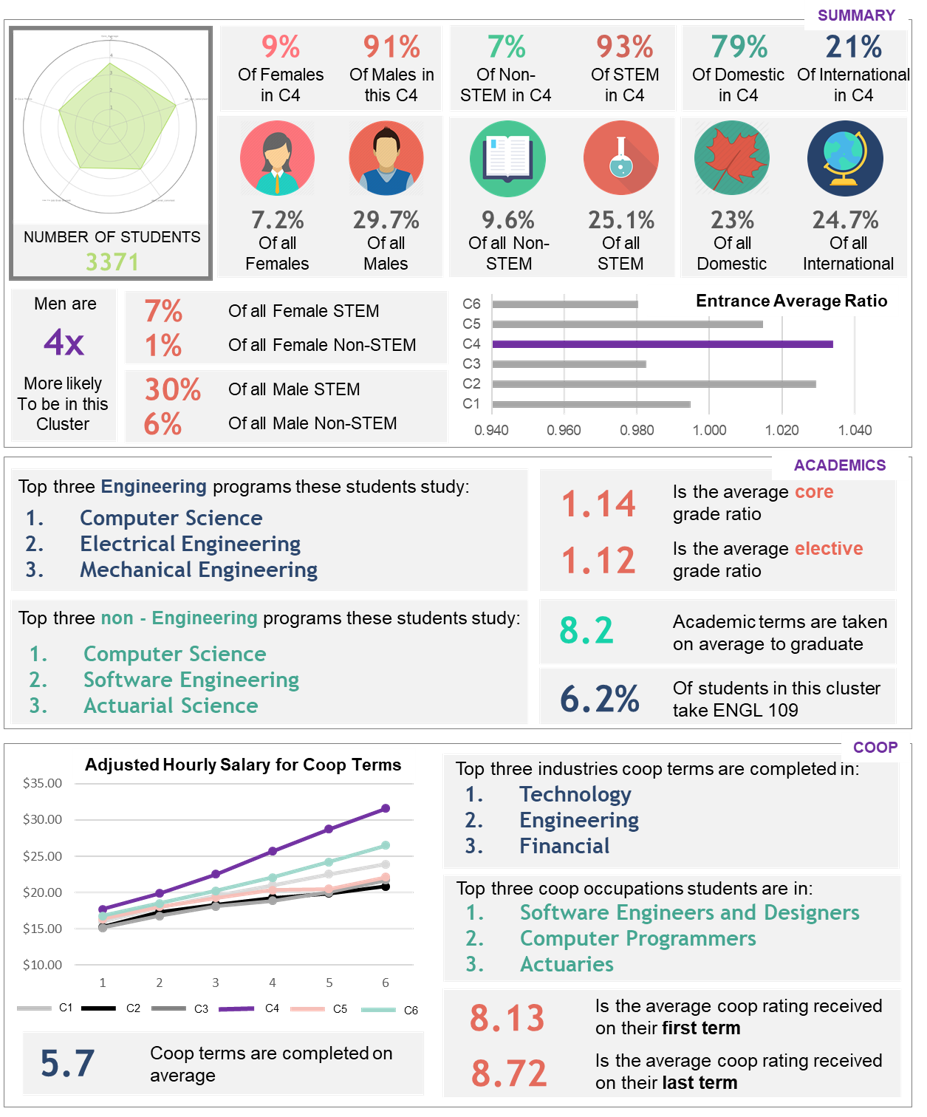 SUMMARY
9%
Of Females
in C4
91%
Of Males in
this C4
7%
Of Non-
STEM in C4
93%
Of STEM
in C4
79%
Of Domestic
in C4
21%
Of International
in C4
NUMBER OF STUDENTS
3371
7.2%
Of all
Females
29.7%
Of all
Males
9.6%
Of all Non-
STEM
25.1%
Of all
STEM
23%
Of all
Domestic
24.7%
Of all
International
Men are
4x
More likely
To be in this
Cluster
7%
Of all Female STEM
1%
Of all Female Non-STEM
30%
Of all Male STEM
6%
Of all Male Non-STEM
Entrance Average Ratio
C6
C5
C4
C3
C2
C1
0.940 0.960 0.980 1.000 1.020 1.040
ACADEMICS
Top three Engineering programs these students study:
1. Computer Science
2. Electrical Engineering
3. Mechanical Engineering
Top three non - Engineering programs these students study:
1. Computer Science
2. Software Engineering
3. Actuarial Science
1.14
Is the average core
grade ratio
1.12
Is the average elective
grade ratio
8.2
Academic terms are taken
on average to graduate
6.2%
Of students in this cluster
take ENGL 109
COOP
Adjusted Hourly Salary for Coop Terms
$35.00
$30.00
$25.00
$20.00
$15.00
$10.00
1 2 3 4 5 6
C1 C2 C3 C4 C5 C6
5.7
Coop terms are completed on
average
Top three industries coop terms are completed in:
1. Technology
2. Engineering
3. Financial
Top three coop occupations students are in:
1. Software Engineers and Designers
2. Computer Programmers
3. Actuaries
8.13
Is the average coop rating received
on their first term
8.72
Is the average coop rating received
on their last term